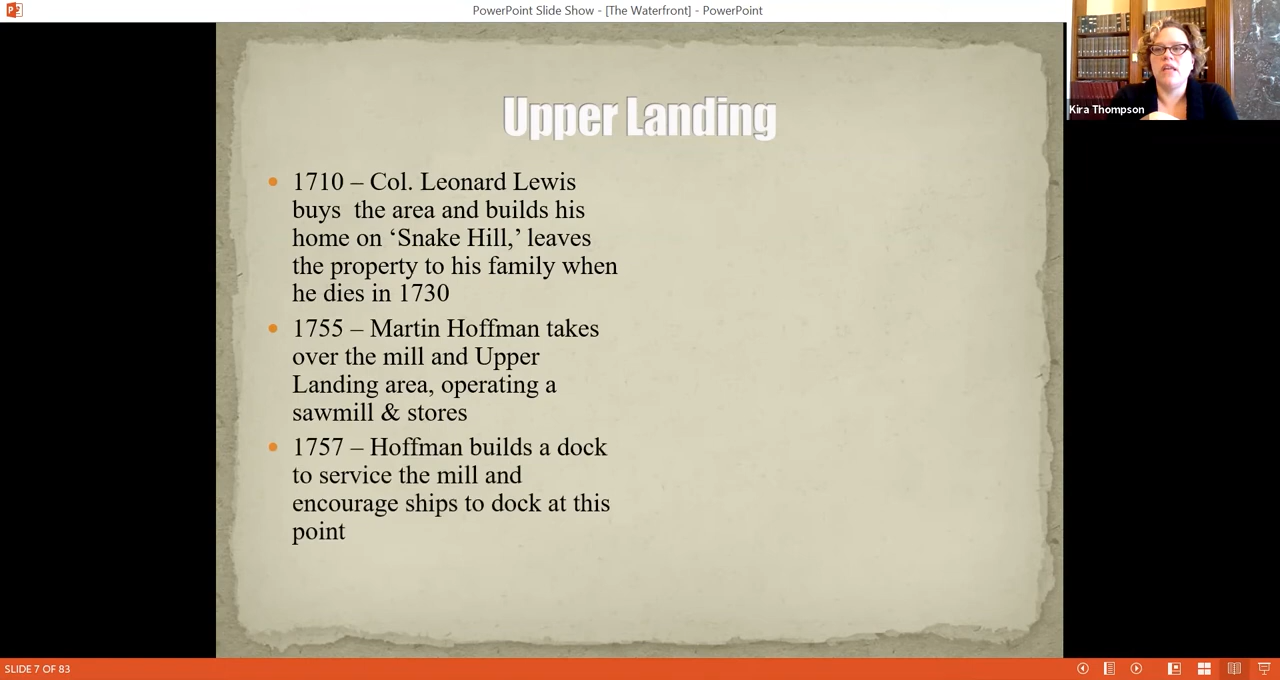 PowerPoint Slide Show - [The Waterfront] - PowerPoint
Kira Thompson
Upper Landing
• 1710 – Col. Leonard Lewis
buys  the area and builds his
home on ‘Snake Hill,’ leaves
the property to his family when
he dies in 1730
• 1755 – Martin Hoffman takes
over the mill and Upper
Landing area, operating a
sawmill & stores
• 1757 – Hoffman builds a dock
to service the mill and
encourage ships to dock at this
point
SLIDE 7 OF 83